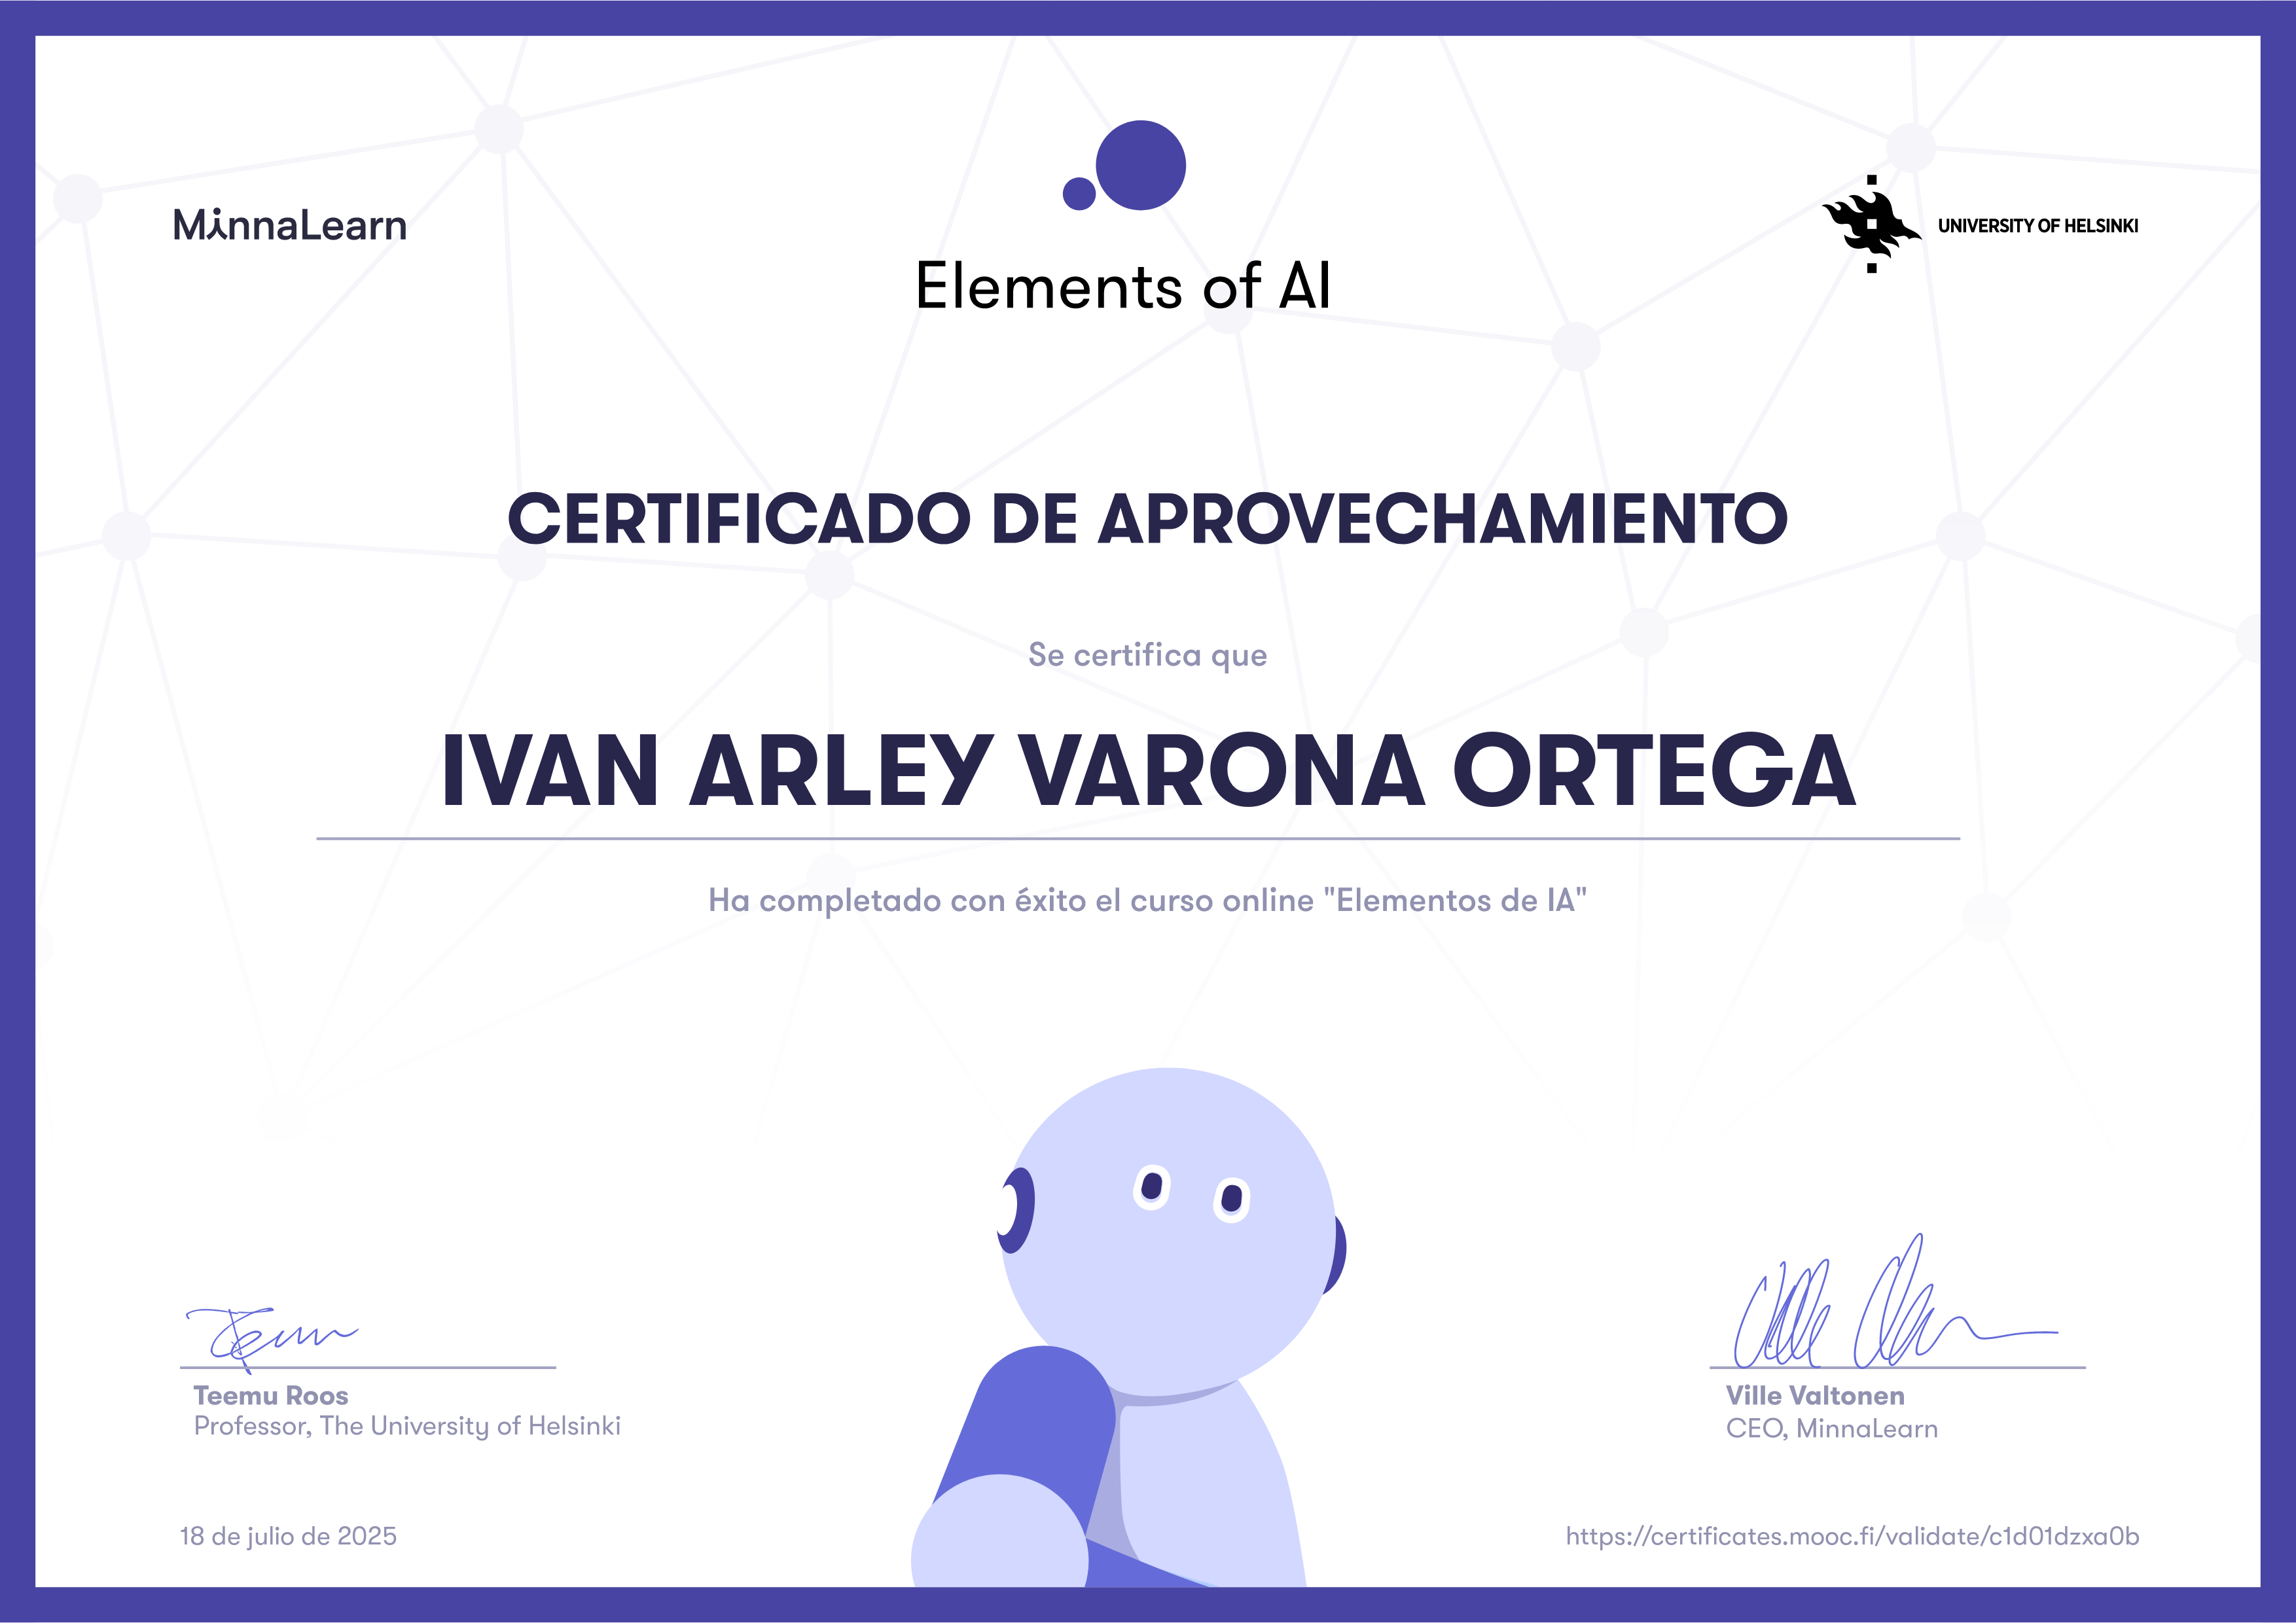 MinnaLearn
Elements of AI
UNIVERSITY OF HELSINKI
CERTIFICADO DE APROVECHAMIENTO
Se certifica que
IVAN ARLEY VARONA ORTEGA
Ha completado con éxito el curso online "Elementos de IA"
Teemu Roos
Professor, The University of Helsinki
Ville Valtonen
CEO, MinnaLearn
18 de julio de 2025
https://certificates.mooc.fi/validate/c1d01dzxa0b